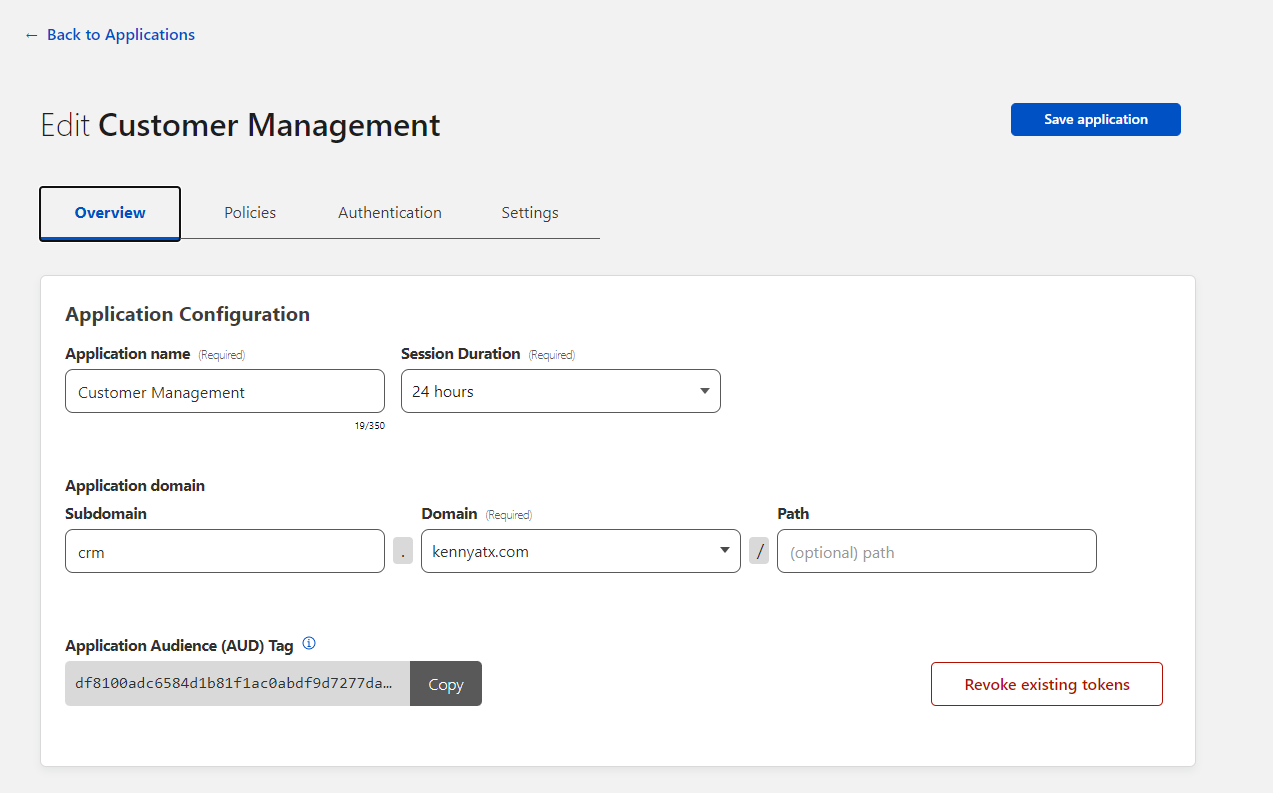 ← Back to Applications
Edit Customer Management
Save application
Overview Policies Authentication Settings
Application Configuration
Application name (Required) Session Duration (Required)
Customer Management 24 hours
19/350
Application domain
Subdomain Domain (Required) Path
crm . kennyatx.com / (optional) path
Application Audience (AUD) Tag
df8100adc6584d1b81f1ac0abdf9d7277da… Copy Revoke existing tokens